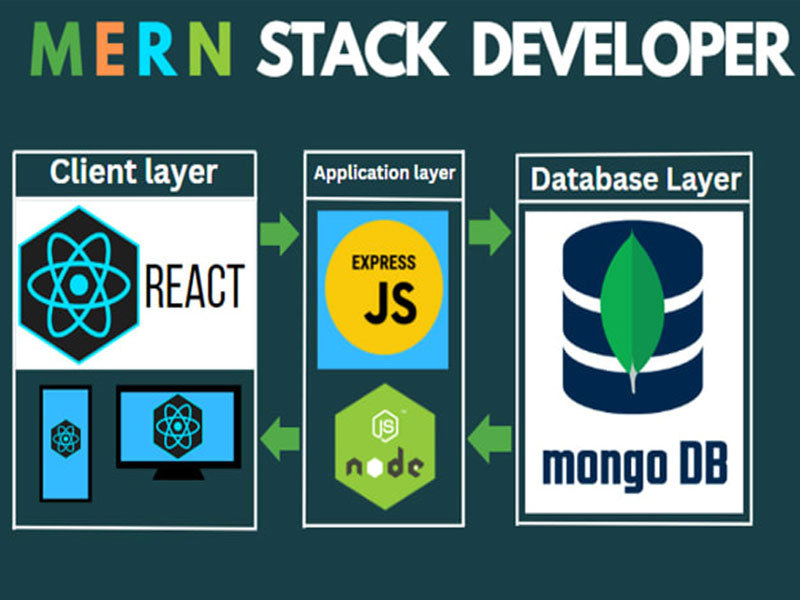 MERN STACK DEVELOPER
Client layer
REACT
Application layer
EXPRESS
JS
JS
node
Database Layer
mongo DB